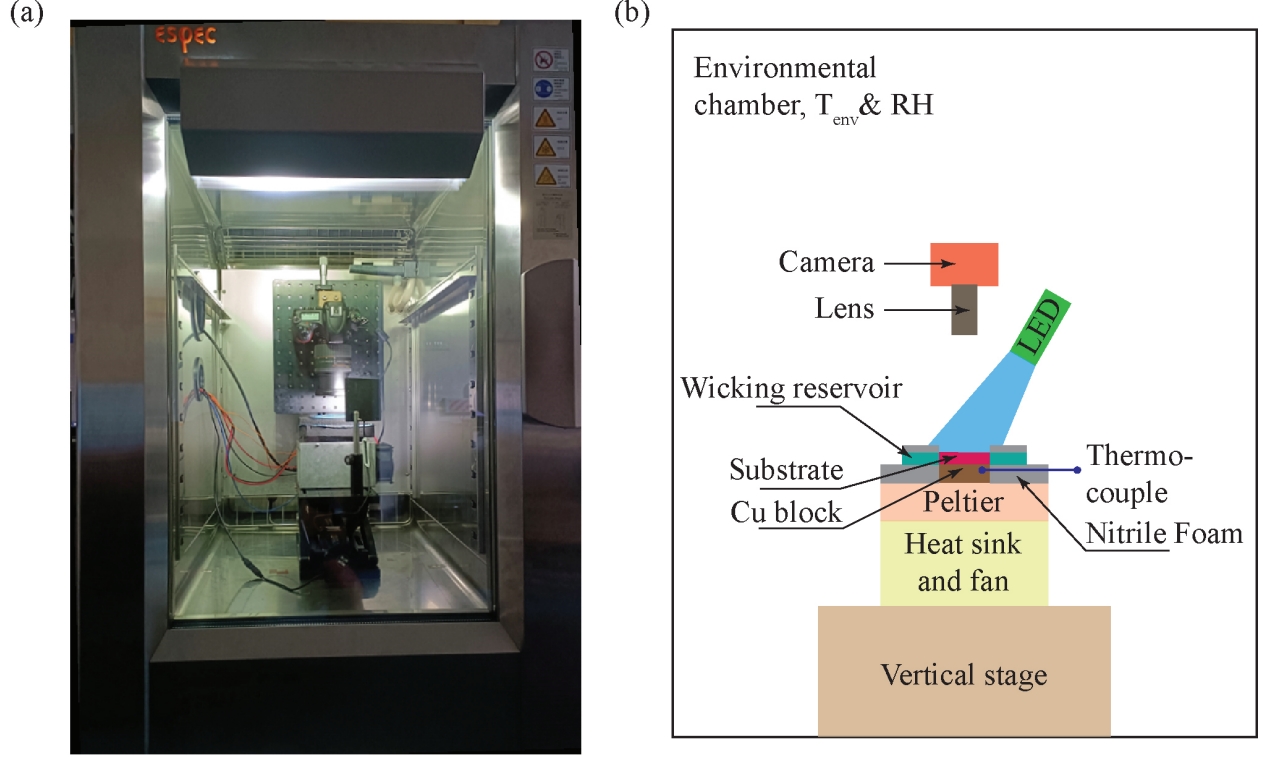 (a)
espec
(b)
Environmental
chamber, Tenv& RH
Camera
Lens
LED
Wicking reservoir
Substrate
Cu block
Thermo-
couple
Peltier
Nitrile Foam
Heat sink
and fan
Vertical stage